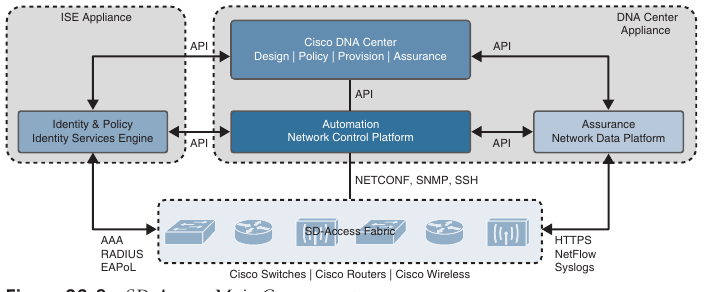 ISE Appliance
DNA Center
Appliance
Cisco DNA Center
Design | Policy | Provision | Assurance
API
API
API
Identity & Policy
Identity Services Engine
API
Automation
Network Control Platform
API
Assurance
Network Data Platform
NETCONF, SNMP, SSH
SD-Access Fabric
AAA
RADIUS
EAPoL
HTTPS
NetFlow
Syslogs
Cisco Switches | Cisco Routers | Cisco Wireless